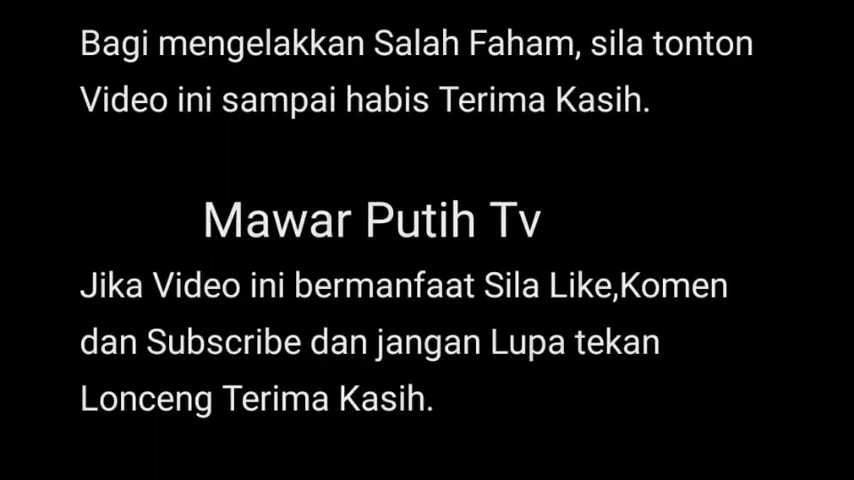 Bagi mengelakkan Salah Faham, sila tonton
Video ini sampai habis Terima Kasih.
Mawar Putih Tv
Jika Video ini bermanfaat Sila Like,Komen
dan Subscribe dan jangan Lupa tekan
Lonceng Terima Kasih.